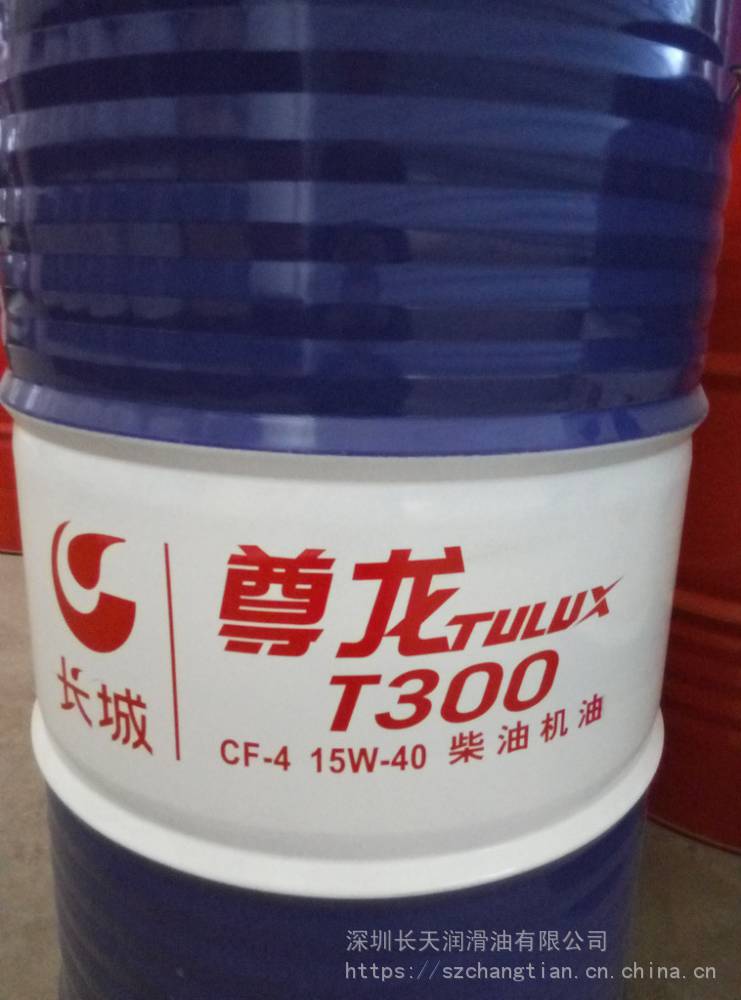 长城
尊龙TULUX
T300
CF-4 15W-40 柴油机油
深圳长天润滑油有限公司
https://szchangtian.cn.china.cn